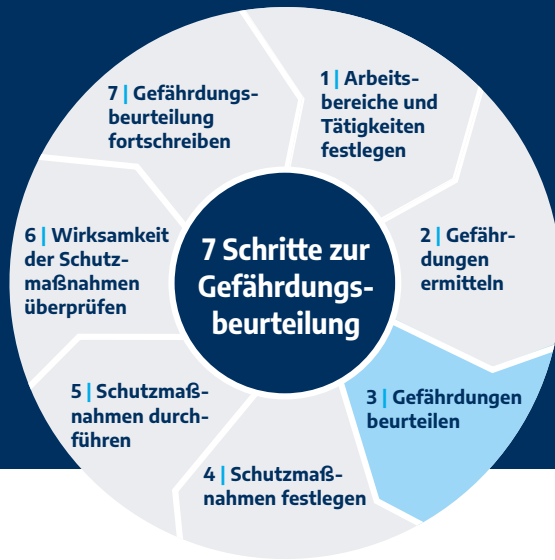 7 Schritte zur
Gefährdungs-
beurteilung
1 | Arbeits-
bereiche und
Tätigkeiten
festlegen
2 | Gefähr-
dungen
ermitteln
3 | Gefährdungen
beurteilen
4 | Schutzmaß-
nahmen festlegen
5 | Schutzmaß-
nahmen durch-
führen
6 | Wirksamkeit
der Schutz-
maßnahmen
überprüfen
7 | Gefährdungs-
beurteilung
fortschreiben